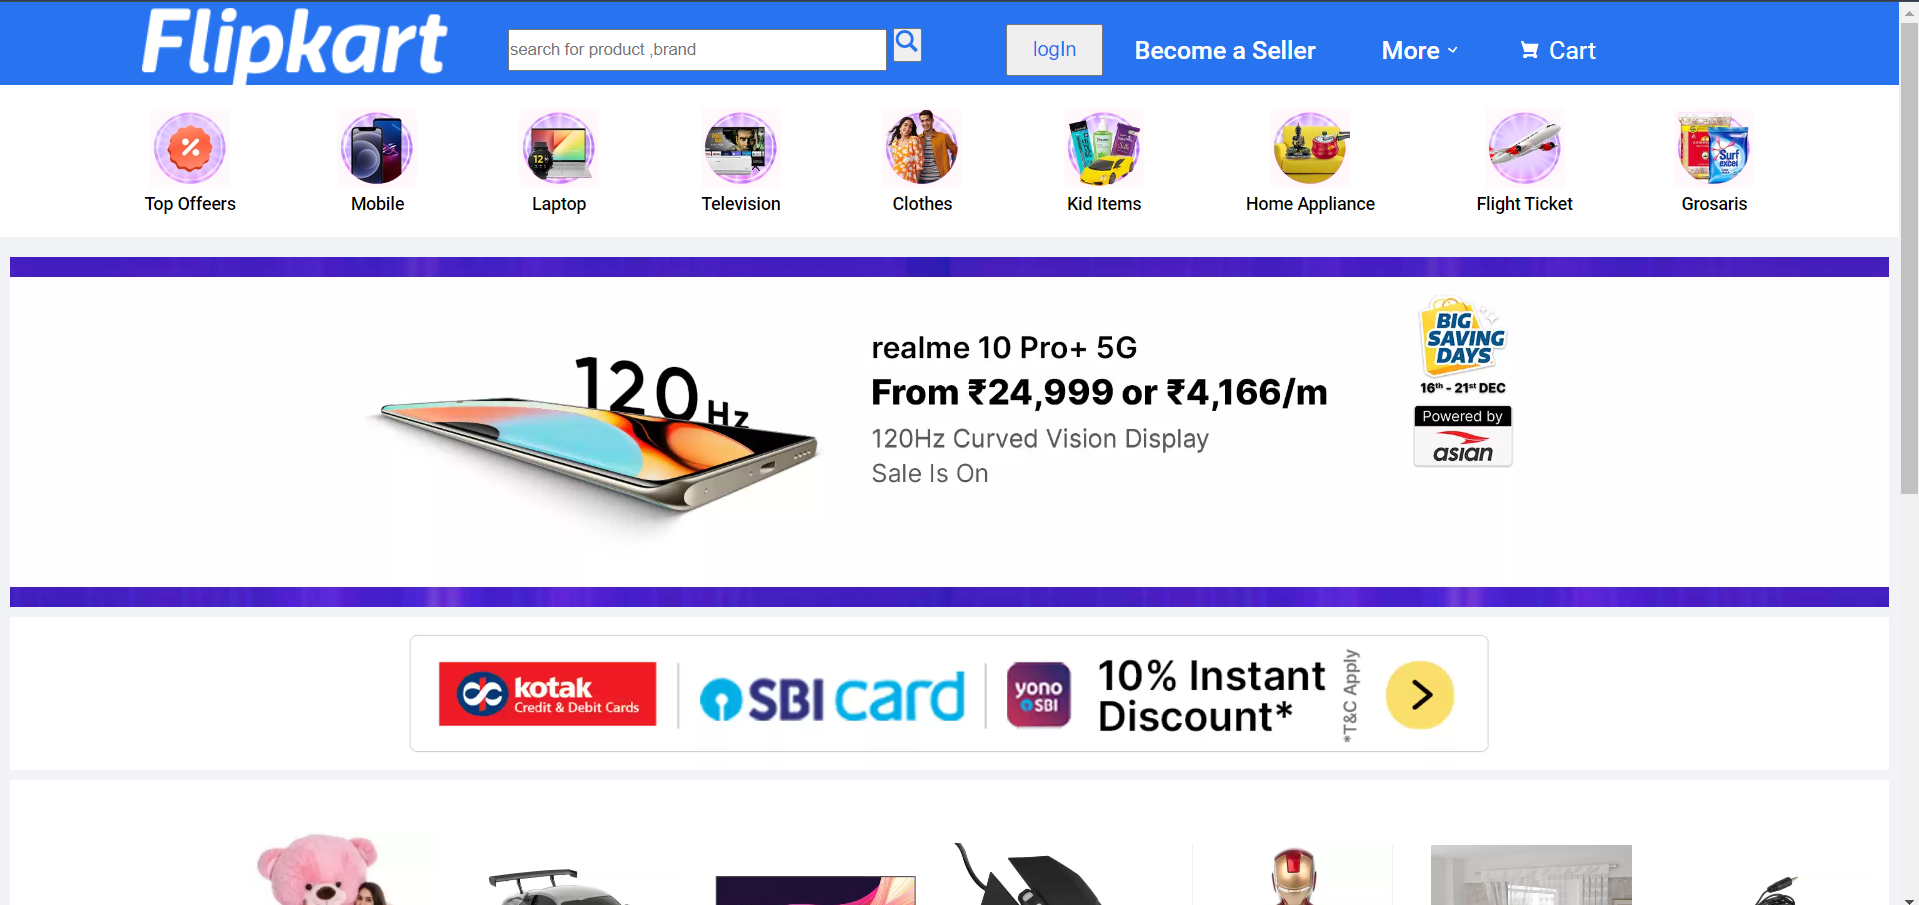 Flipkart
search for product ,brand
logIn
Become a Seller
More
Cart
Top Offeers
Mobile
Laptop
Television
Clothes
Kid Items
Home Appliance
Flight Ticket
Grosaris
12
Surf
excel
120Hz
realme 10 Pro+ 5G
From ₹24,999 or ₹4,166/m
120Hz Curved Vision Display
Sale Is On
BIG
SAVING
DAYS
16th - 21st DEC
Powered by
asian
kotak
Credit & Debit Cards
SBI card
yono
SBI
10% Instant
Discount*
*T&C Apply